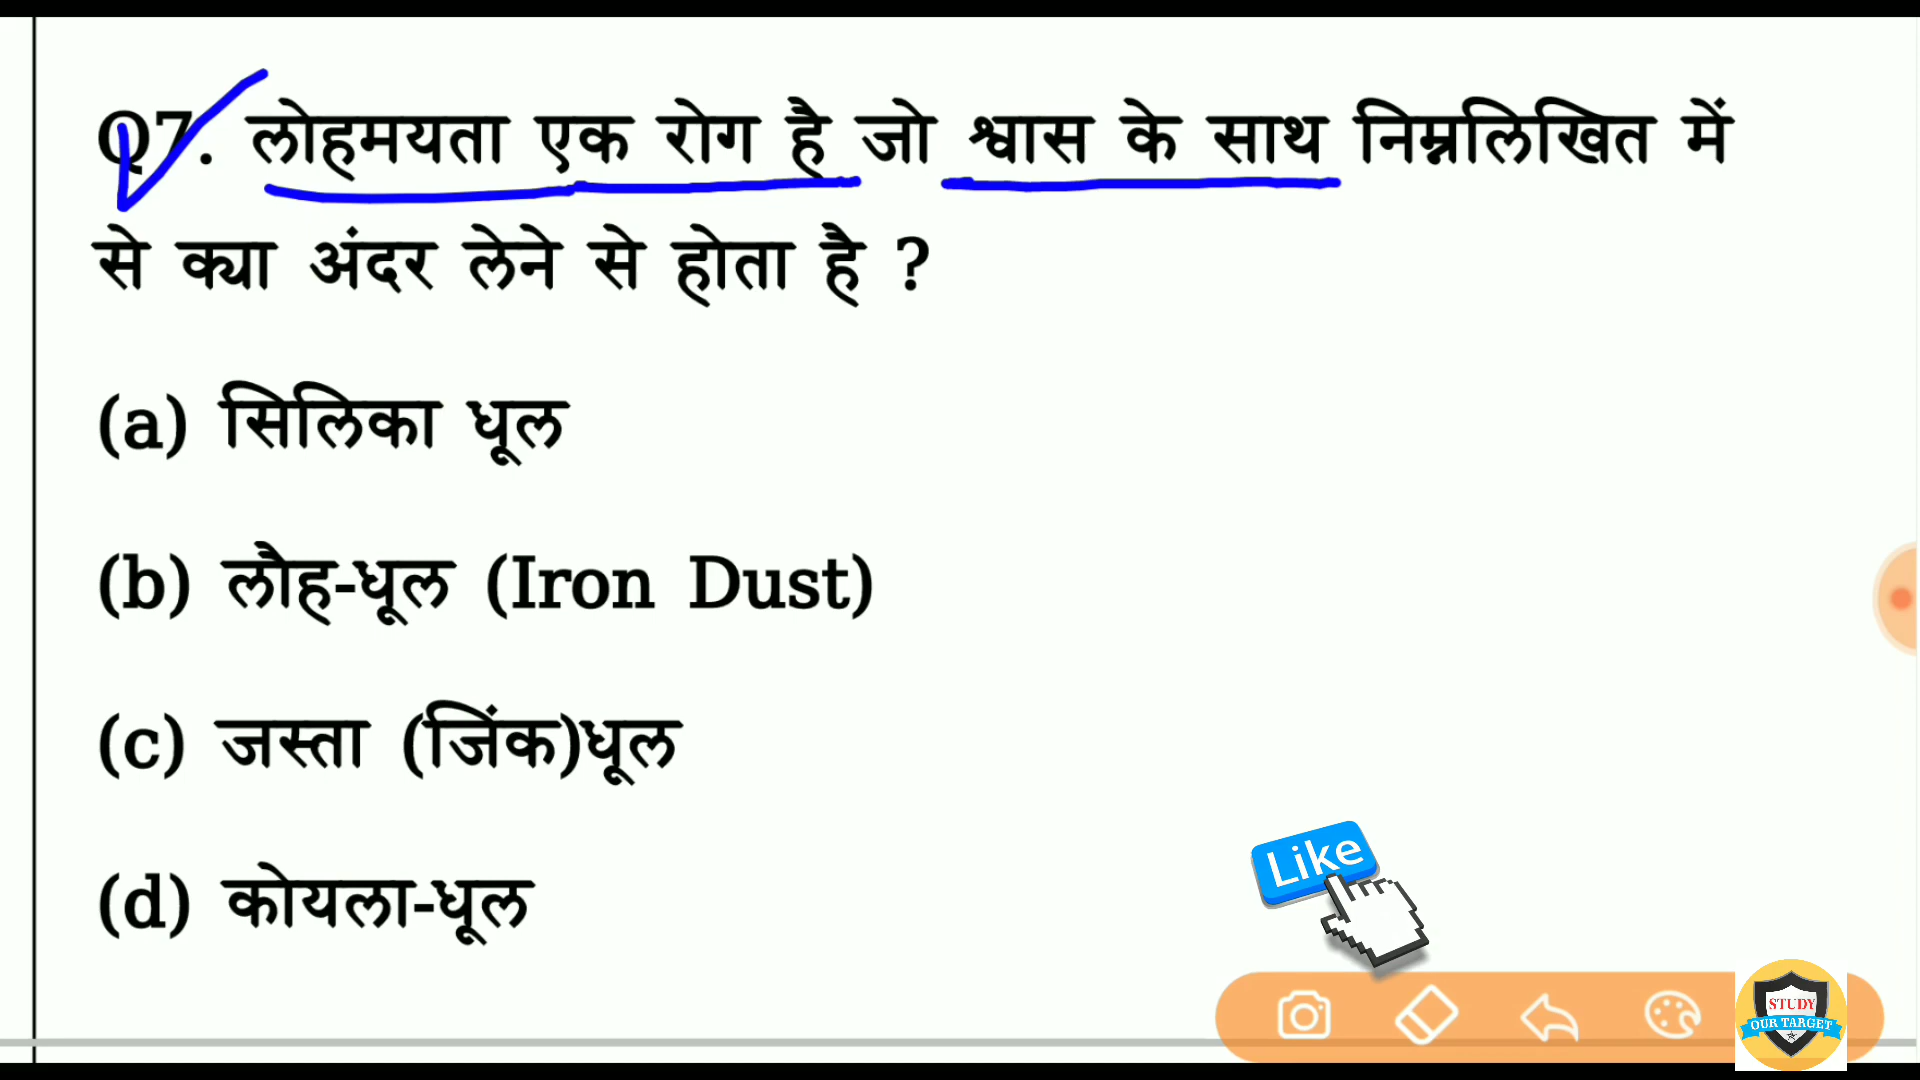 Q7. लोहमयता एक रोग है जो श्वास के साथ निम्नलिखित में
से क्या अंदर लेने से होता है ?
(a) सिलिका धूल
(b) लौह-धूल (Iron Dust)
(c) जस्ता (जिंक)धूल
(d) कोयला-धूल
Like
STUDY
OUR TARGET